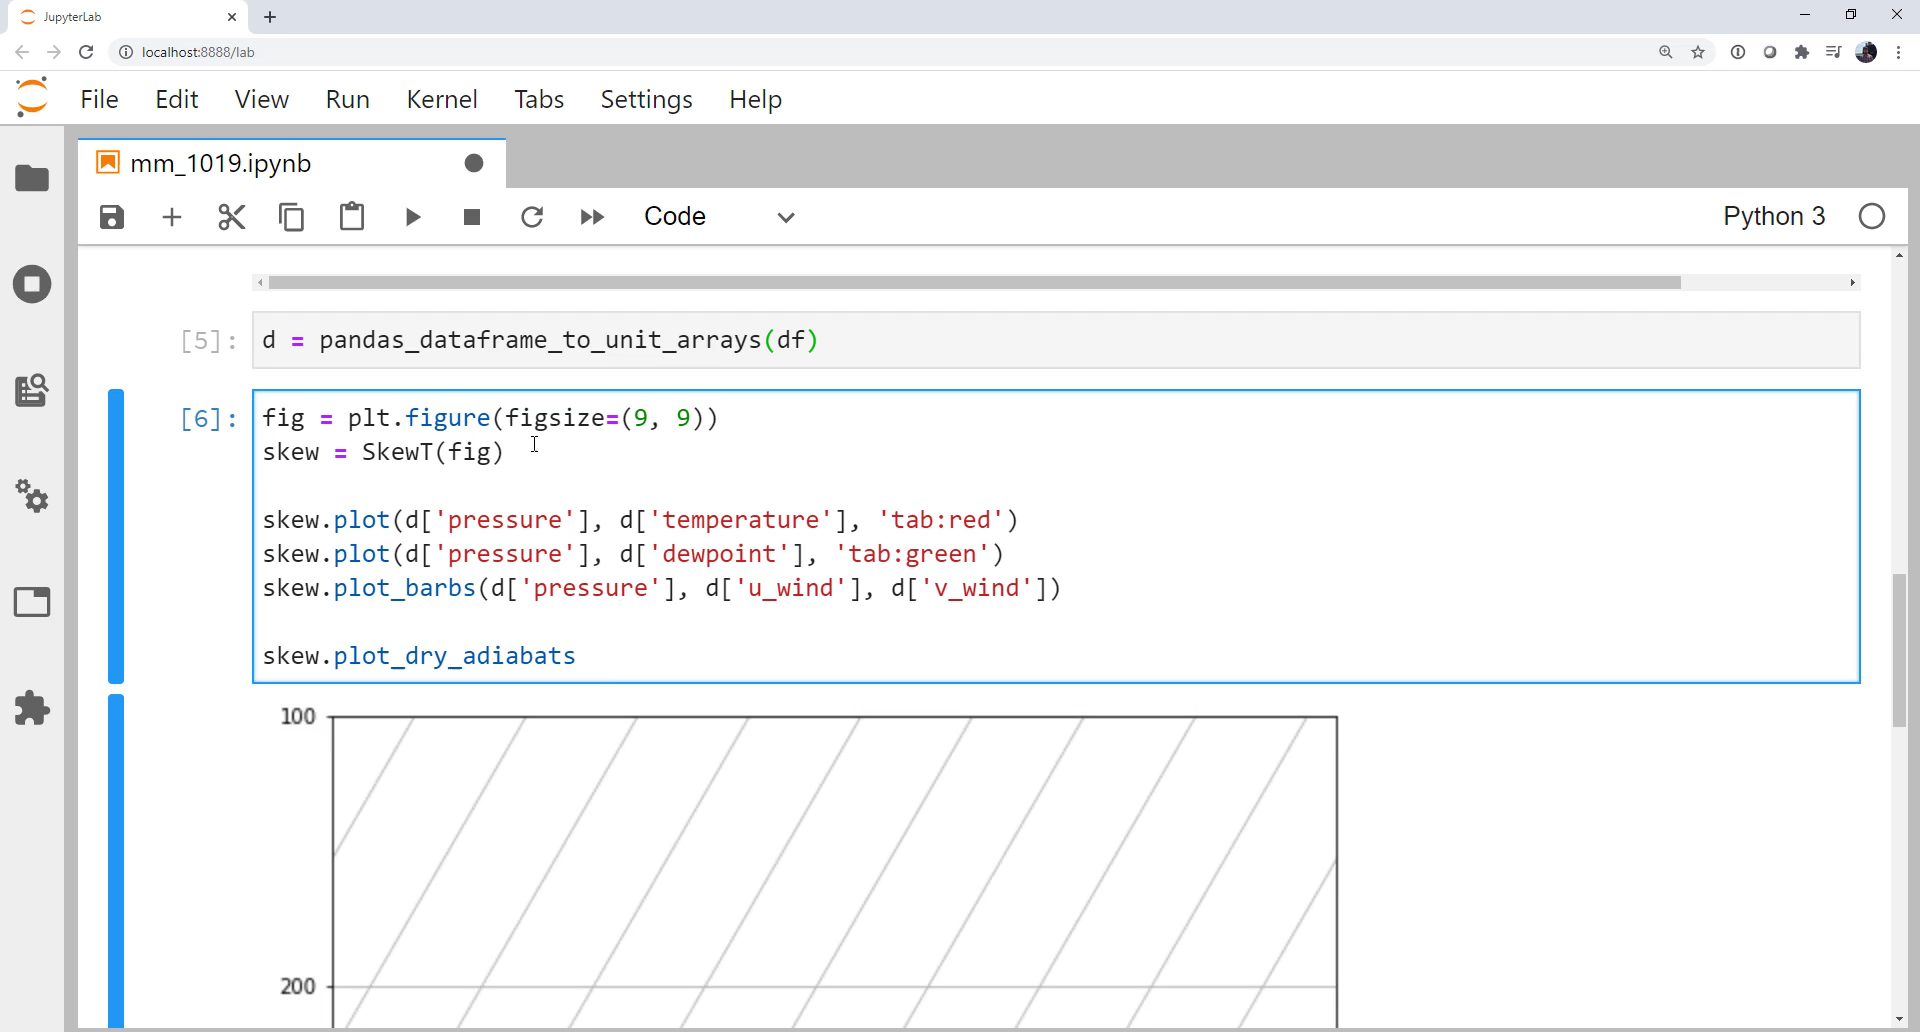 JupyterLab
localhost:8888/lab
File Edit View Run Kernel Tabs Settings Help
mm_1019.ipynb
Code
Python 3
[5]: d = pandas_dataframe_to_unit_arrays(df)
[6]: fig = plt.figure(figsize=(9, 9))
skew = SkewT(fig)
skew.plot(d['pressure'], d['temperature'], 'tab:red')
skew.plot(d['pressure'], d['dewpoint'], 'tab:green')
skew.plot_barbs(d['pressure'], d['u_wind'], d['v_wind'])
skew.plot_dry_adiabats
100
200